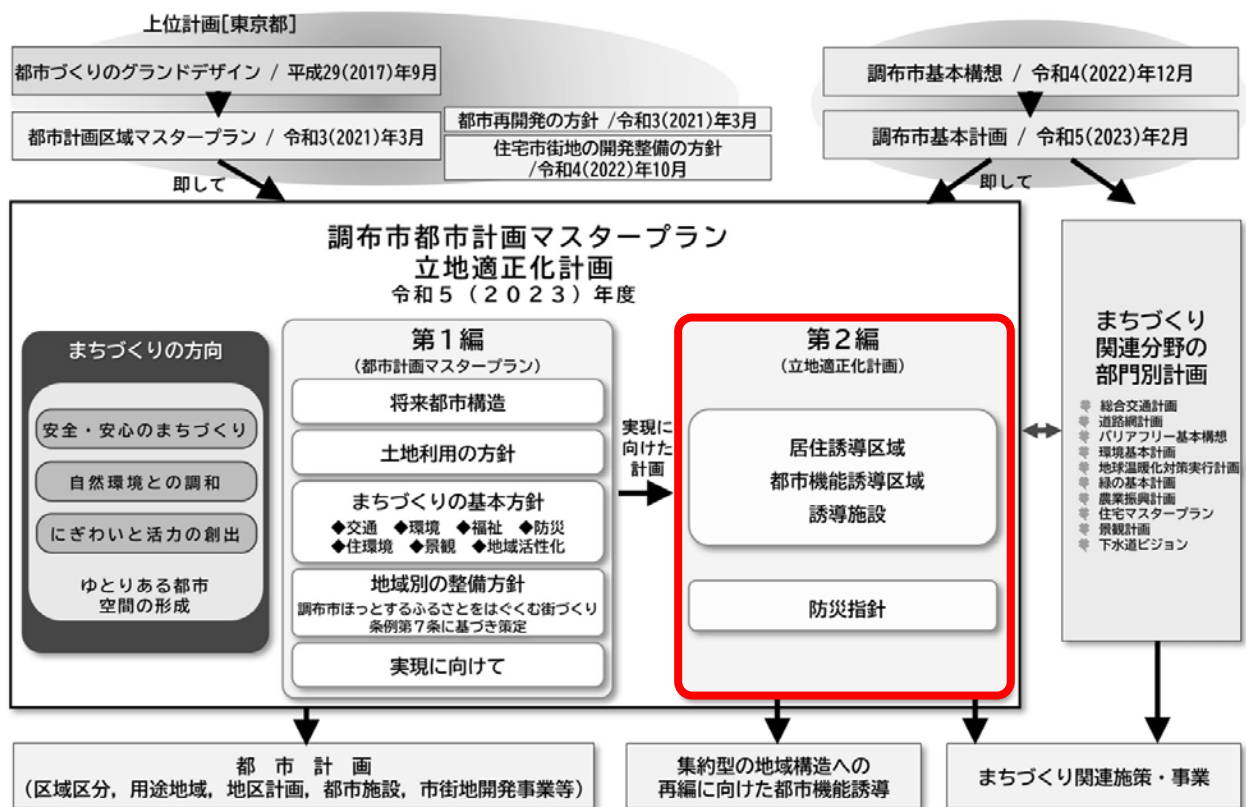 上位計画[東京都]
都市づくりのグランドデザイン / 平成29(2017)年9月
都市計画区域マスタープラン / 令和3(2021)年3月
都市再開発の方針 /令和3(2021)年3月
住宅市街地の開発整備の方針
/令和4(2022)年10月
即して
調布市基本構想 / 令和4(2022)年12月
調布市基本計画 / 令和5(2023)年2月
即して
調布市都市計画マスタープラン
立地適正化計画
令和5(2023)年度
まちづくりの方向
安全・安心のまちづくり
自然環境との調和
にぎわいと活力の創出
ゆとりある都市
空間の形成
第1編
(都市計画マスタープラン)
将来都市構造
土地利用の方針
まちづくりの基本方針
◆交通 ◆環境 ◆福祉 ◆防災
◆住環境 ◆景観 ◆地域活性化
地域別の整備方針
調布市ほっとするふるさとをはぐくむ街づくり
条例第7条に基づき策定
実現に向けて
実現に
向けた
計画
第2編
(立地適正化計画)
居住誘導区域
都市機能誘導区域
誘導施設
防災指針
まちづくり
関連分野の
部門別計画
総合交通計画
道路網計画
バリアフリー基本構想
環境基本計画
地球温暖化対策実行計画
緑の基本計画
農業振興計画
住宅マスタープラン
景観計画
下水道ビジョン
都市計画
(区域区分,用途地域,地区計画,都市施設,市街地開発事業等)
集約型の地域構造への
再編に向けた都市機能誘導
まちづくり関連施策・事業